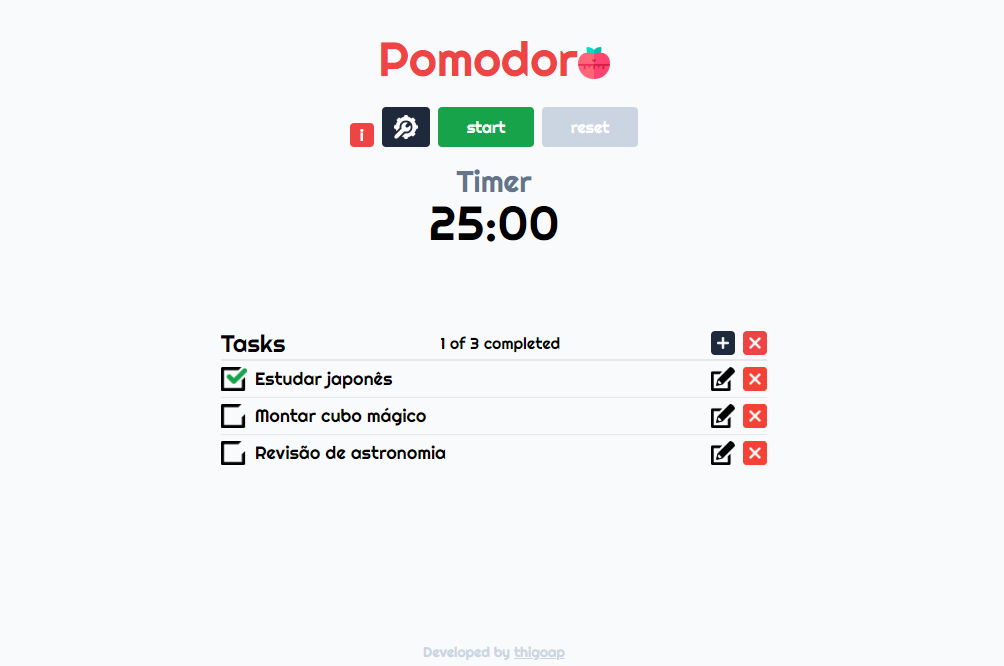 Pomodoro
i start reset
Timer
25:00
Tasks 1 of 3 completed
Estudar japonês
Montar cubo mágico
Revisão de astronomia
Developed by thigoap